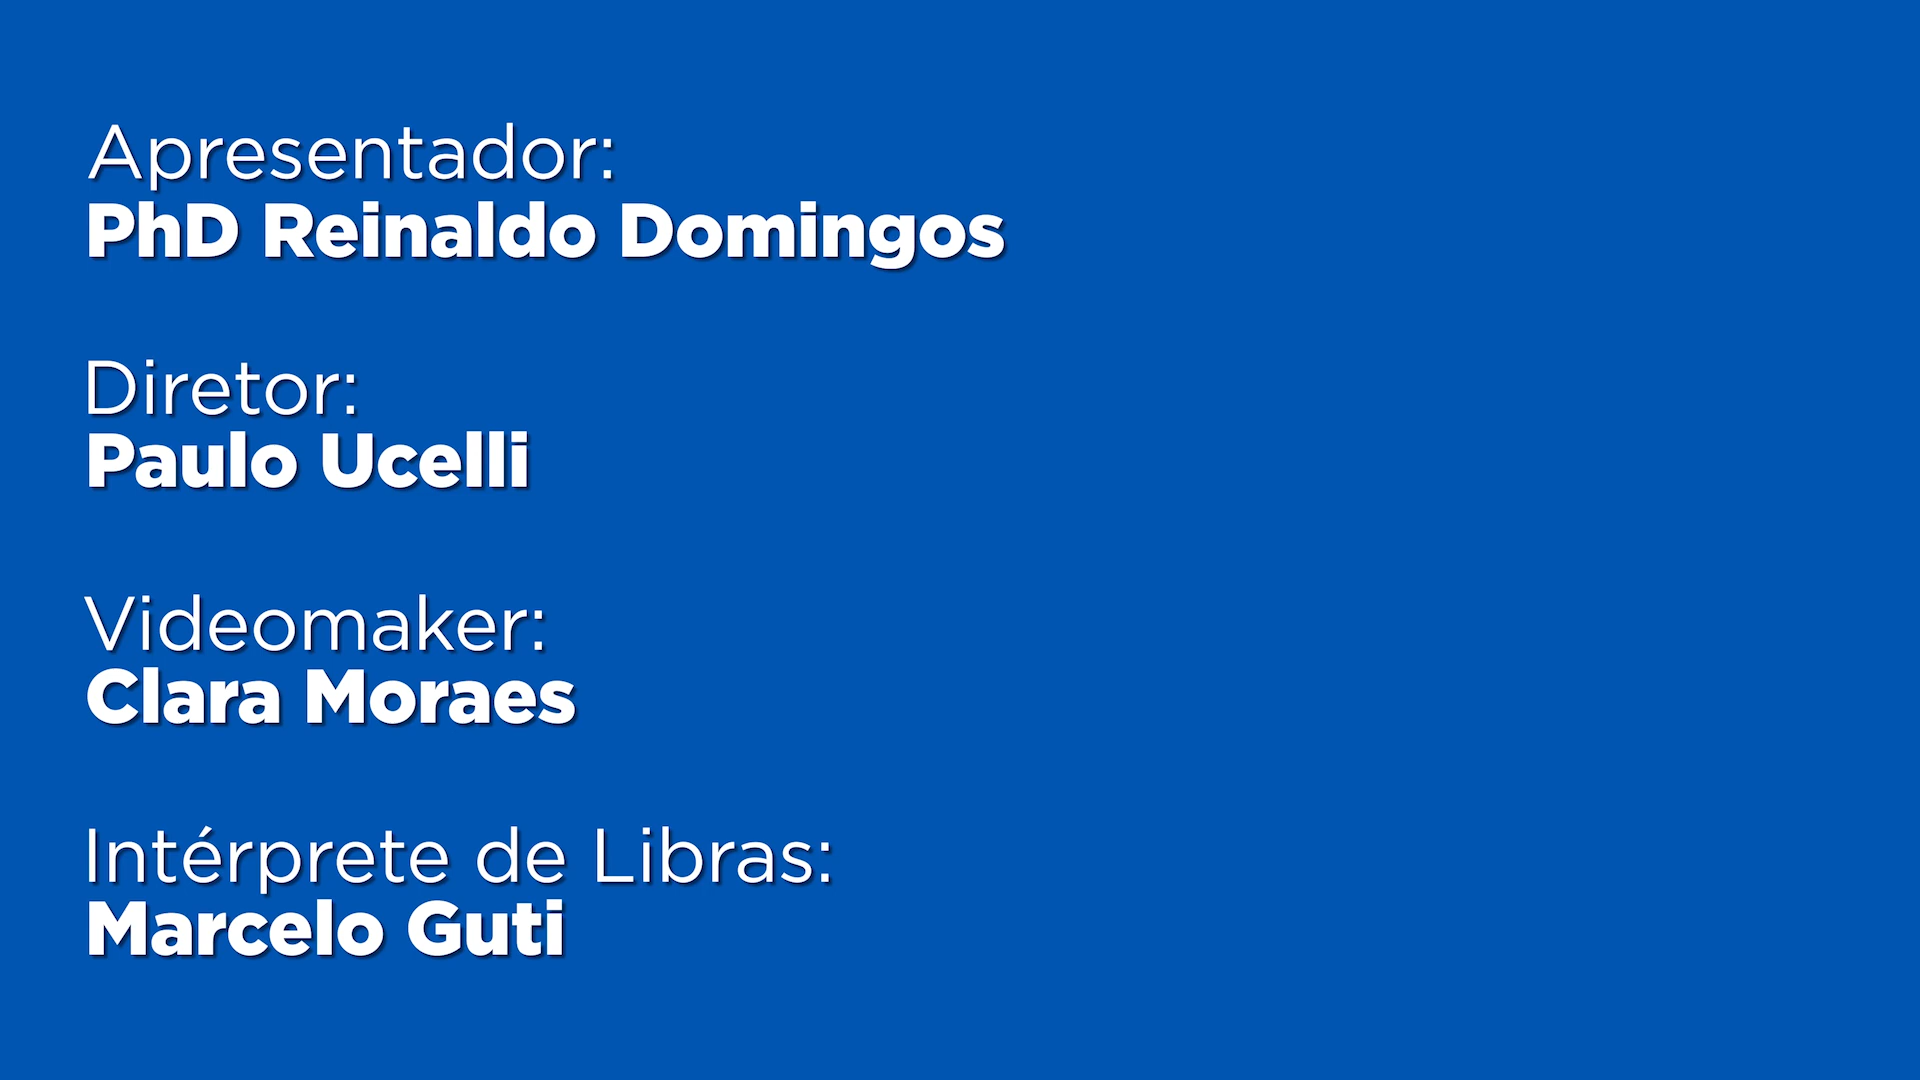 Apresentador:
PhD Reinaldo Domingos
Diretor:
Paulo Ucelli
Videomaker:
Clara Moraes
Intérprete de Libras:
Marcelo Guti